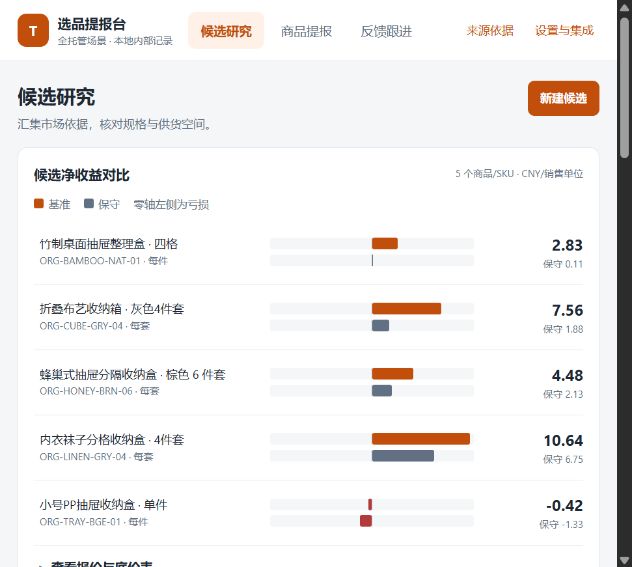 T
选品提报台
全托管场景 · 本地内部记录
候选研究
商品提报
反馈跟进
来源依据
设置与集成
候选研究
汇集市场依据，核对规格与供货空间。
新建候选
候选净收益对比
5 个商品/SKU · CNY/销售单位
基准
保守
零轴左侧为亏损
竹制桌面抽屉整理盒 · 四格
ORG-BAMBOO-NAT-01 · 每件
2.83
保守 0.11
折叠布艺收纳箱 · 灰色4件套
ORG-CUBE-GRY-04 · 每套
7.56
保守 1.88
蜂巢式抽屉分隔收纳盒 · 棕色 6 件套
ORG-HONEY-BRN-06 · 每套
4.48
保守 2.13
内衣袜子分格收纳盒 · 4件套
ORG-LINEN-GRY-04 · 每套
10.64
保守 6.75
小号PP抽屉收纳盒 · 单件
ORG-TRAY-BGE-01 · 每件
-0.42
保守 -1.33
查看报价与底价表